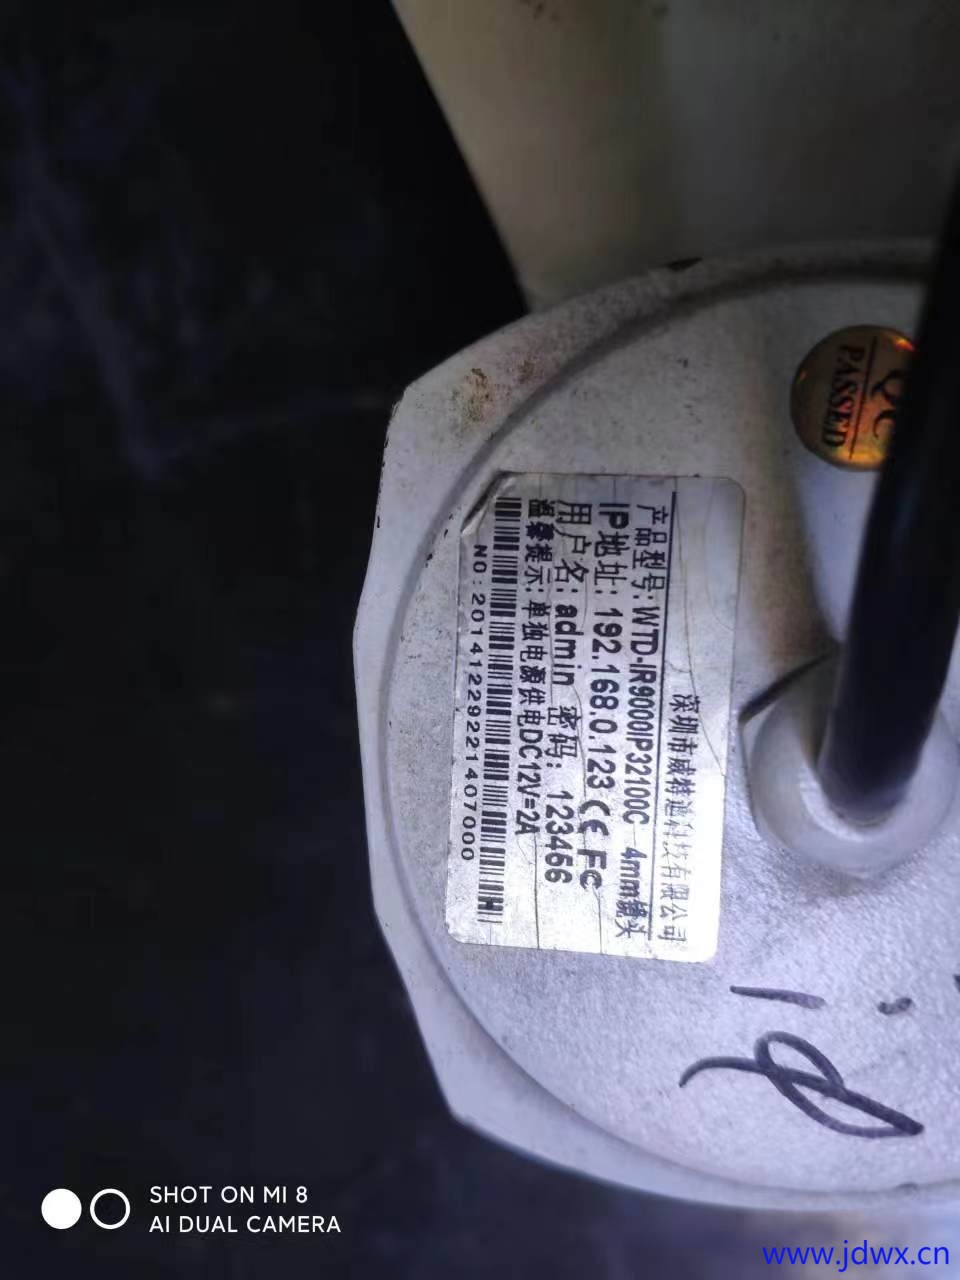 深圳市威特迪科技有限公司
产品型号:WTD-IR9000IP32100C 4mm镜头
IP地址:192.168.0.123 CE FC
用户名:admin 密码:123456
温馨提示:单独电源供电DC12V=2A
NO:20141229221407000
QC
PASSED
SHOT ON MI 8
AI DUAL CAMERA
www.jdwx.cn